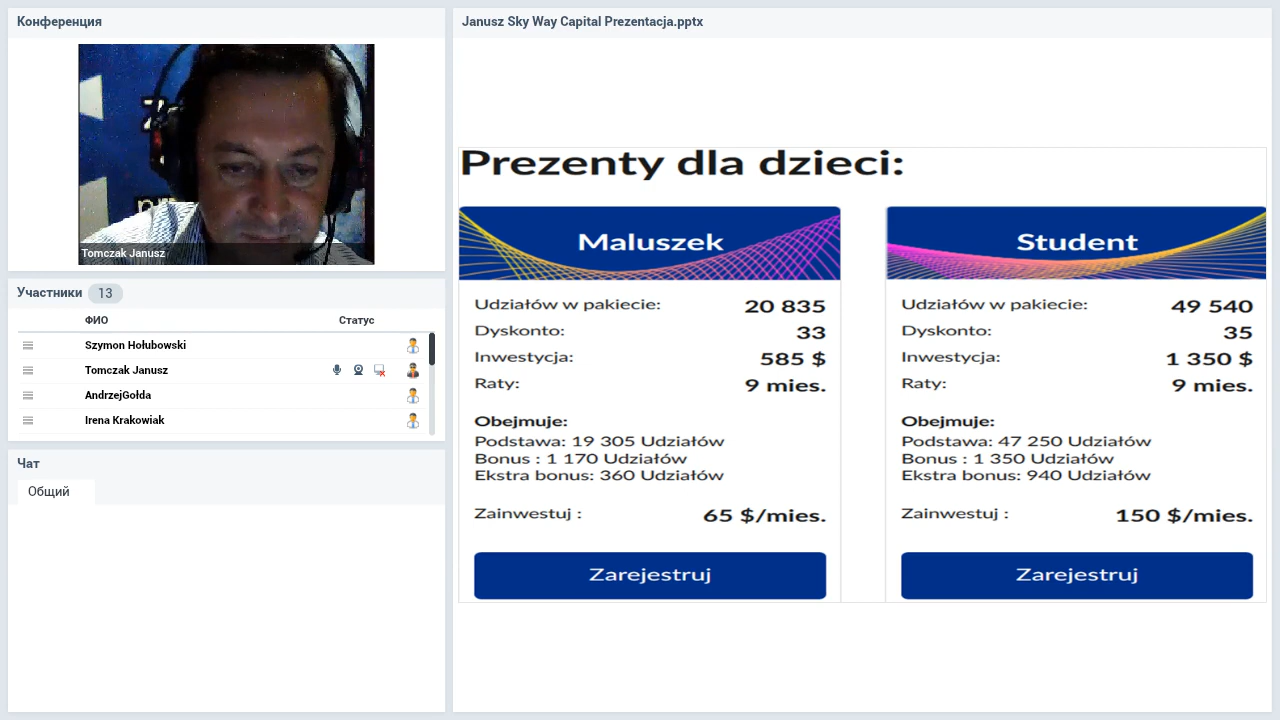 Конференция
Tomczak Janusz
Участники 13
ФИО Статус
Szymon Hołubowski
Tomczak Janusz
AndrzejGołda
Irena Krakowiak
Чат
Общий
Janusz Sky Way Capital Prezentacja.pptx
Prezenty dla dzieci:
Maluszek
Udziałów w pakiecie: 20 835
Dyskonto: 33
Inwestycja: 585 $
Raty: 9 mies.
Obejmuje:
Podstawa: 19 305 Udziałów
Bonus : 1 170 Udziałów
Ekstra bonus: 360 Udziałów
Zainwestuj : 65 $/mies.
Zarejestruj
Student
Udziałów w pakiecie: 49 540
Dyskonto: 35
Inwestycja: 1 350 $
Raty: 9 mies.
Obejmuje:
Podstawa: 47 250 Udziałów
Bonus : 1 350 Udziałów
Ekstra bonus: 940 Udziałów
Zainwestuj : 150 $/mies.
Zarejestruj